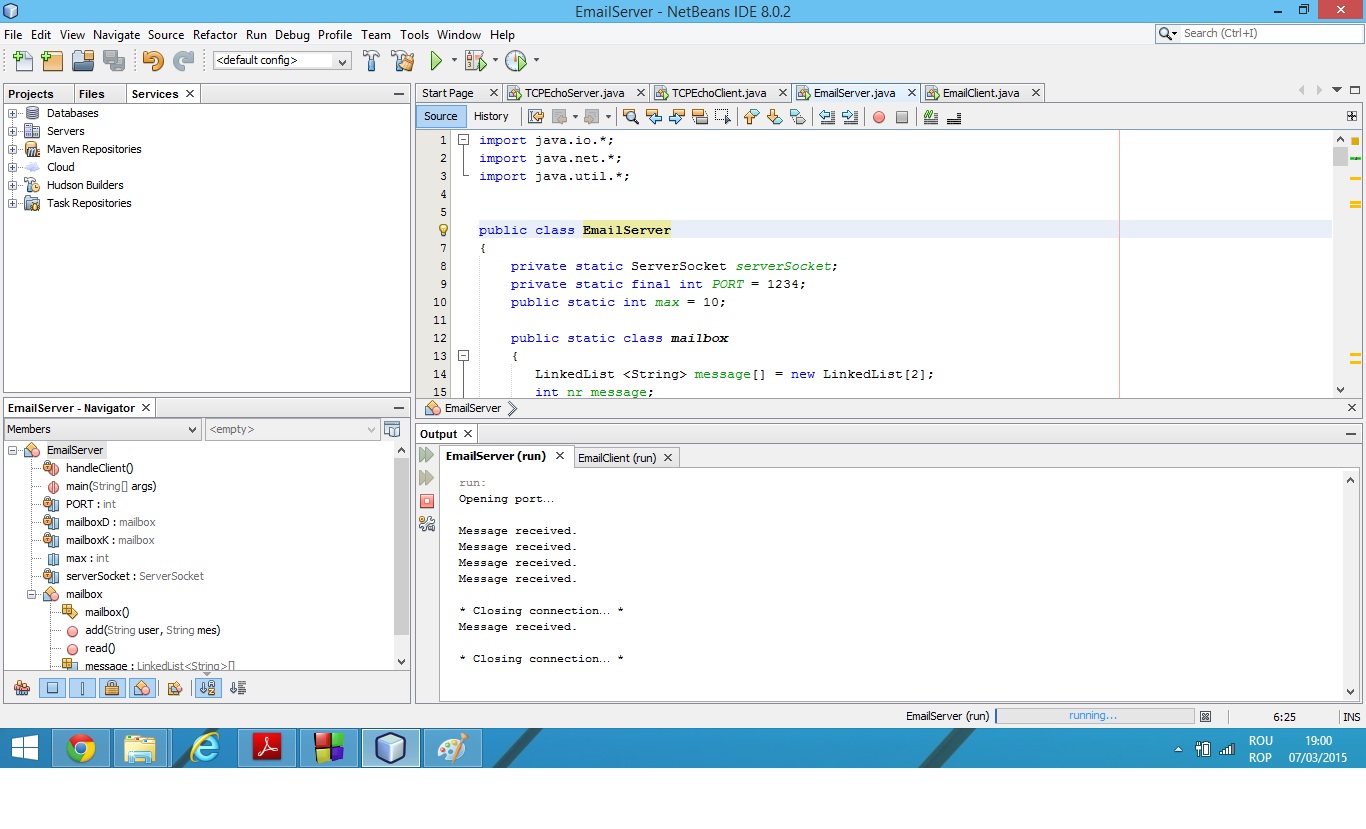 EmailServer - NetBeans IDE 8.0.2
File Edit View Navigate Source Refactor Run Debug Profile Team Tools Window Help
Search (Ctrl+I)
<default config>
Projects Files Services
Databases
Servers
Maven Repositories
Cloud
Hudson Builders
Task Repositories
Start Page TCPEchoServer.java TCPEchoClient.java EmailServer.java EmailClient.java
Source History
1 import java.io.*;
2 import java.net.*;
3 import java.util.*;
4
5
public class EmailServer
7 {
8 private static ServerSocket serverSocket;
9 private static final int PORT = 1234;
10 public static int max = 10;
11
12 public static class mailbox
13 {
14 LinkedList <String> message[] = new LinkedList[2];
15 int nr_message;
EmailServer
EmailServer - Navigator
Members <empty>
EmailServer
handleClient()
main(String[] args)
PORT : int
mailboxD : mailbox
mailboxK : mailbox
max : int
serverSocket : ServerSocket
mailbox
mailbox()
add(String user, String mes)
read()
message : LinkedList<String>[]
Output
EmailServer (run) EmailClient (run)
run:
Opening port...
Message received.
Message received.
Message received.
Message received.
* Closing connection... *
Message received.
* Closing connection... *
EmailServer (run) running... 6:25 INS
ROU 19:00
ROP 07/03/2015